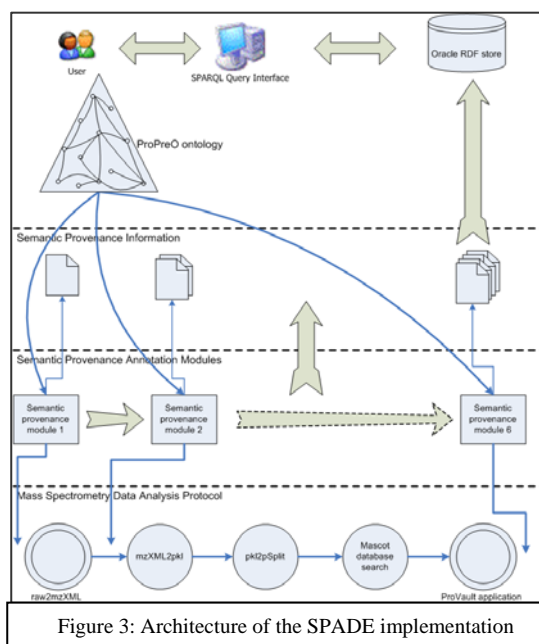 User
SPARQL Query Interface
Oracle RDF store
ProPreO ontology
Semantic Provenance Information
Semantic Provenance Annotation Modules
Semantic
provenance
module 1
Semantic
provenance
module 2
Semantic
provenance
module 6
Mass Spectrometry Data Analysis Protocol
mzXML2pkl
pkl2pSplit
Mascot
database
search
raw2mzXML
ProVault application
Figure 3: Architecture of the SPADE implementation